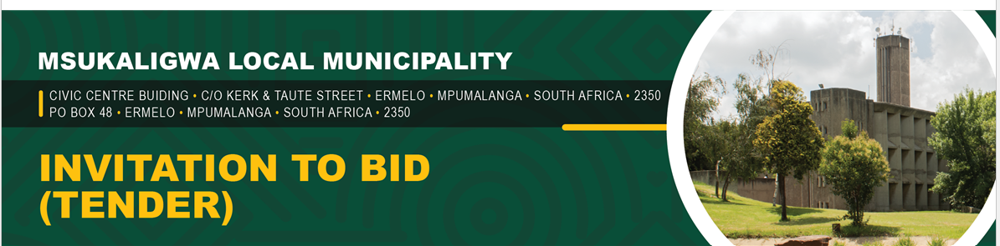 MSUKALIGWA LOCAL MUNICIPALITY
CIVIC CENTRE BUIDING • C/O KERK & TAUTE STREET • ERMELO • MPUMALANGA • SOUTH AFRICA • 2350
PO BOX 48 • ERMELO • MPUMALANGA • SOUTH AFRICA • 2350
INVITATION TO BID
(TENDER)